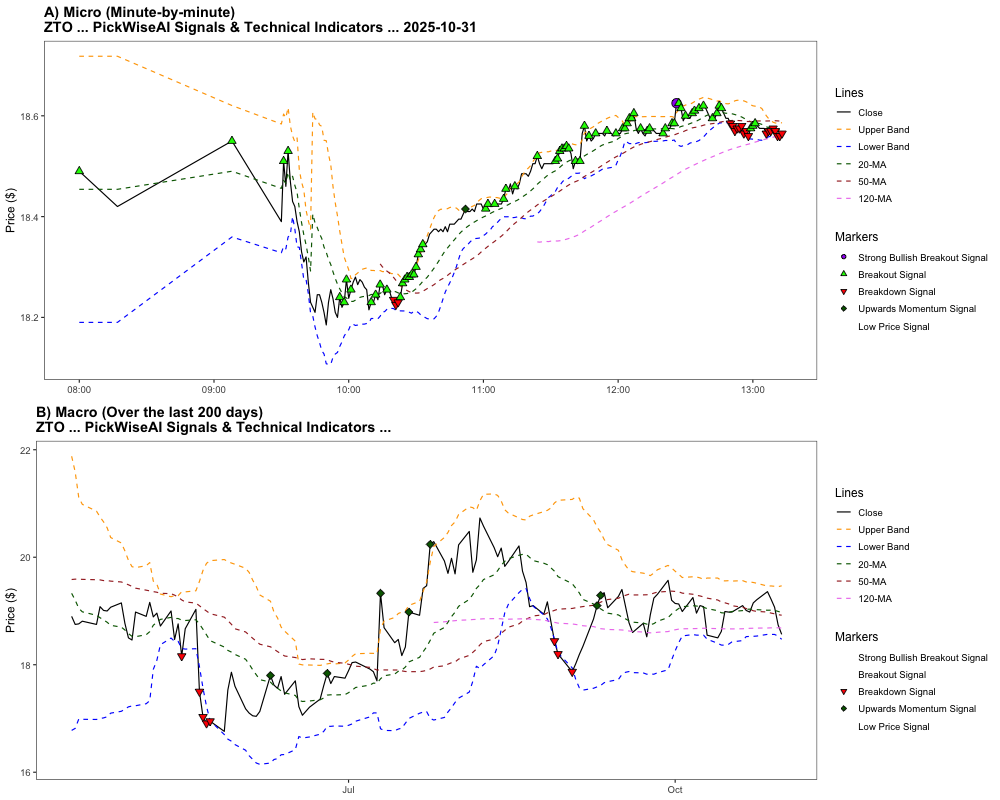 A) Micro (Minute-by-minute)
ZTO ... PickWiseAI Signals & Technical Indicators ... 2025-10-31
Price ($)
18.6
18.4
18.2
08:00
09:00
10:00
11:00
12:00
13:00
Lines
Close
Upper Band
Lower Band
20-MA
50-MA
120-MA
Markers
Strong Bullish Breakout Signal
Breakout Signal
Breakdown Signal
Upwards Momentum Signal
Low Price Signal
B) Macro (Over the last 200 days)
ZTO ... PickWiseAI Signals & Technical Indicators ...
Price ($)
22
20
18
16
Jul
Oct
Lines
Close
Upper Band
Lower Band
20-MA
50-MA
120-MA
Markers
Strong Bullish Breakout Signal
Breakout Signal
Breakdown Signal
Upwards Momentum Signal
Low Price Signal